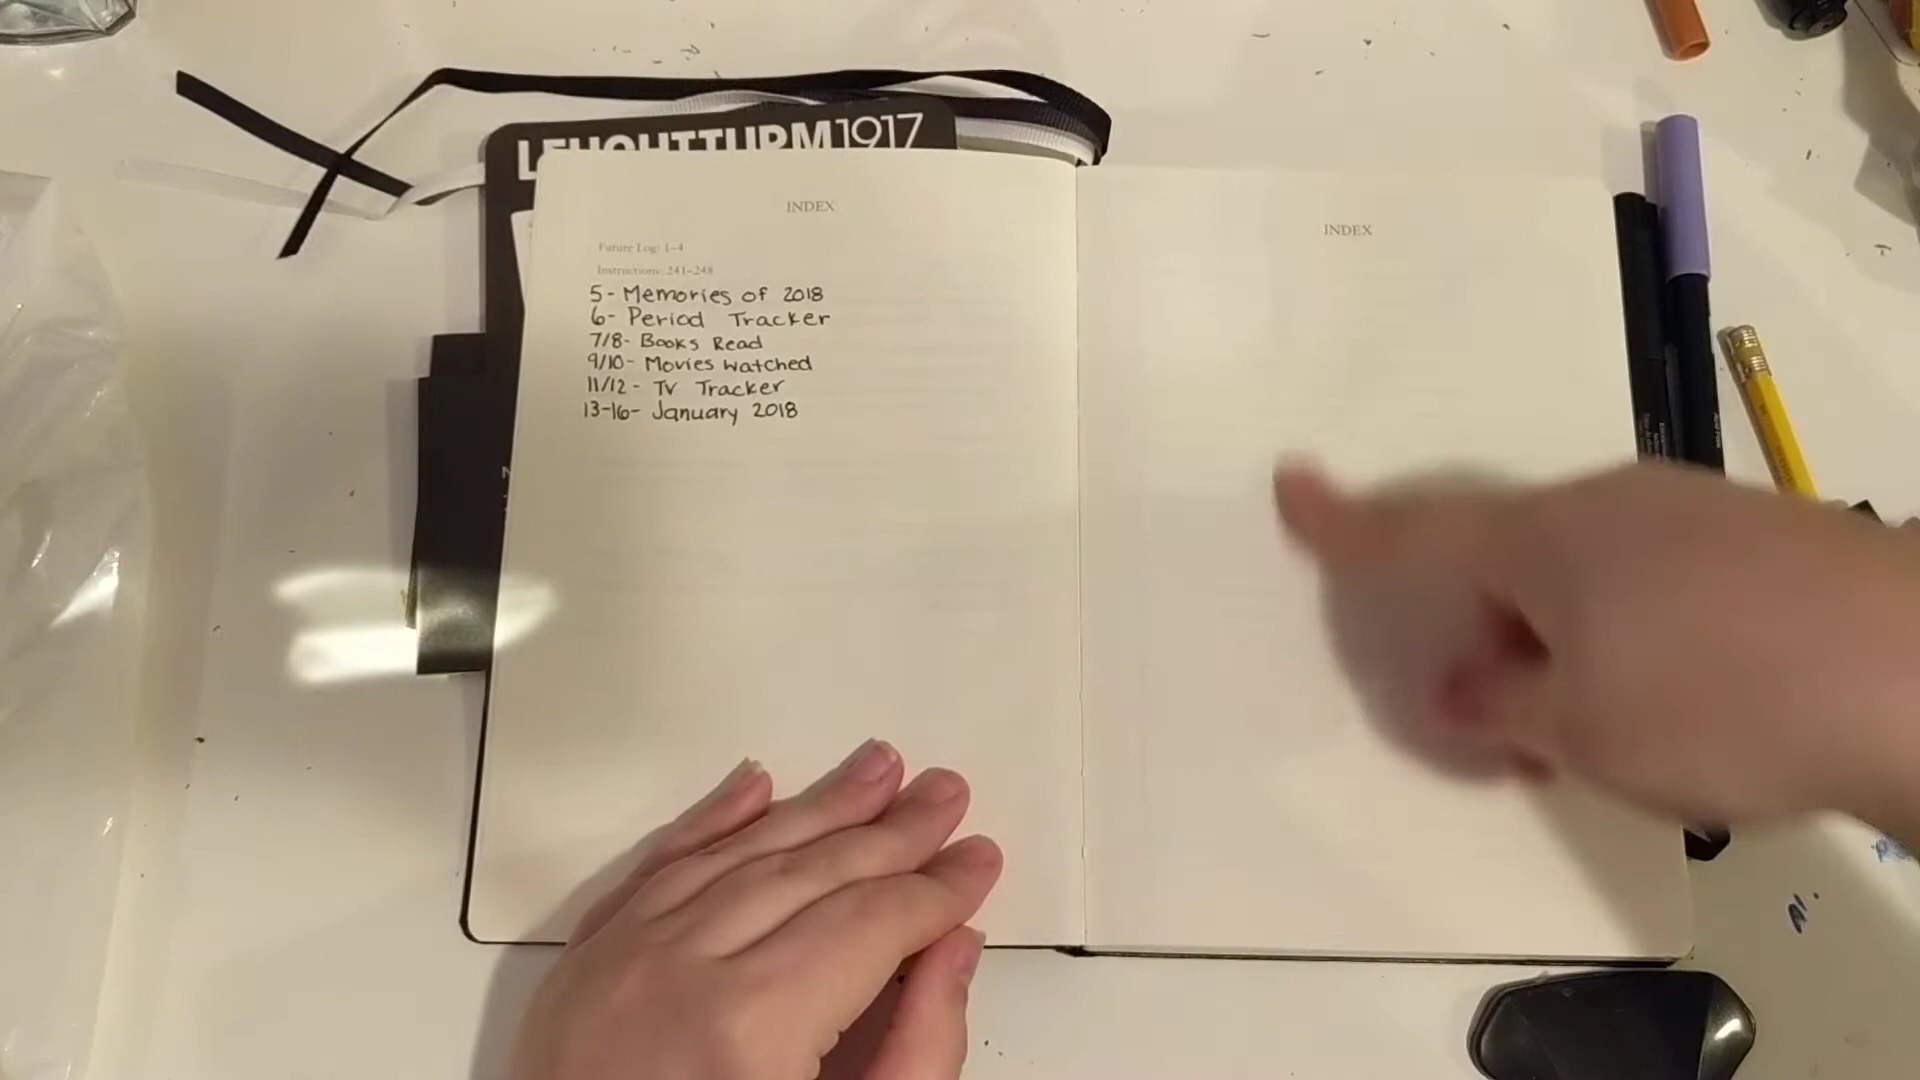 LEUCHTTURM1917
INDEX
Future Log: 1–4
Instructions: 241–248
5- Memories of 2018
6- Period Tracker
7/8- Books Read
9/10- Movies Watched
11/12 - TV Tracker
13-16- January 2018
INDEX